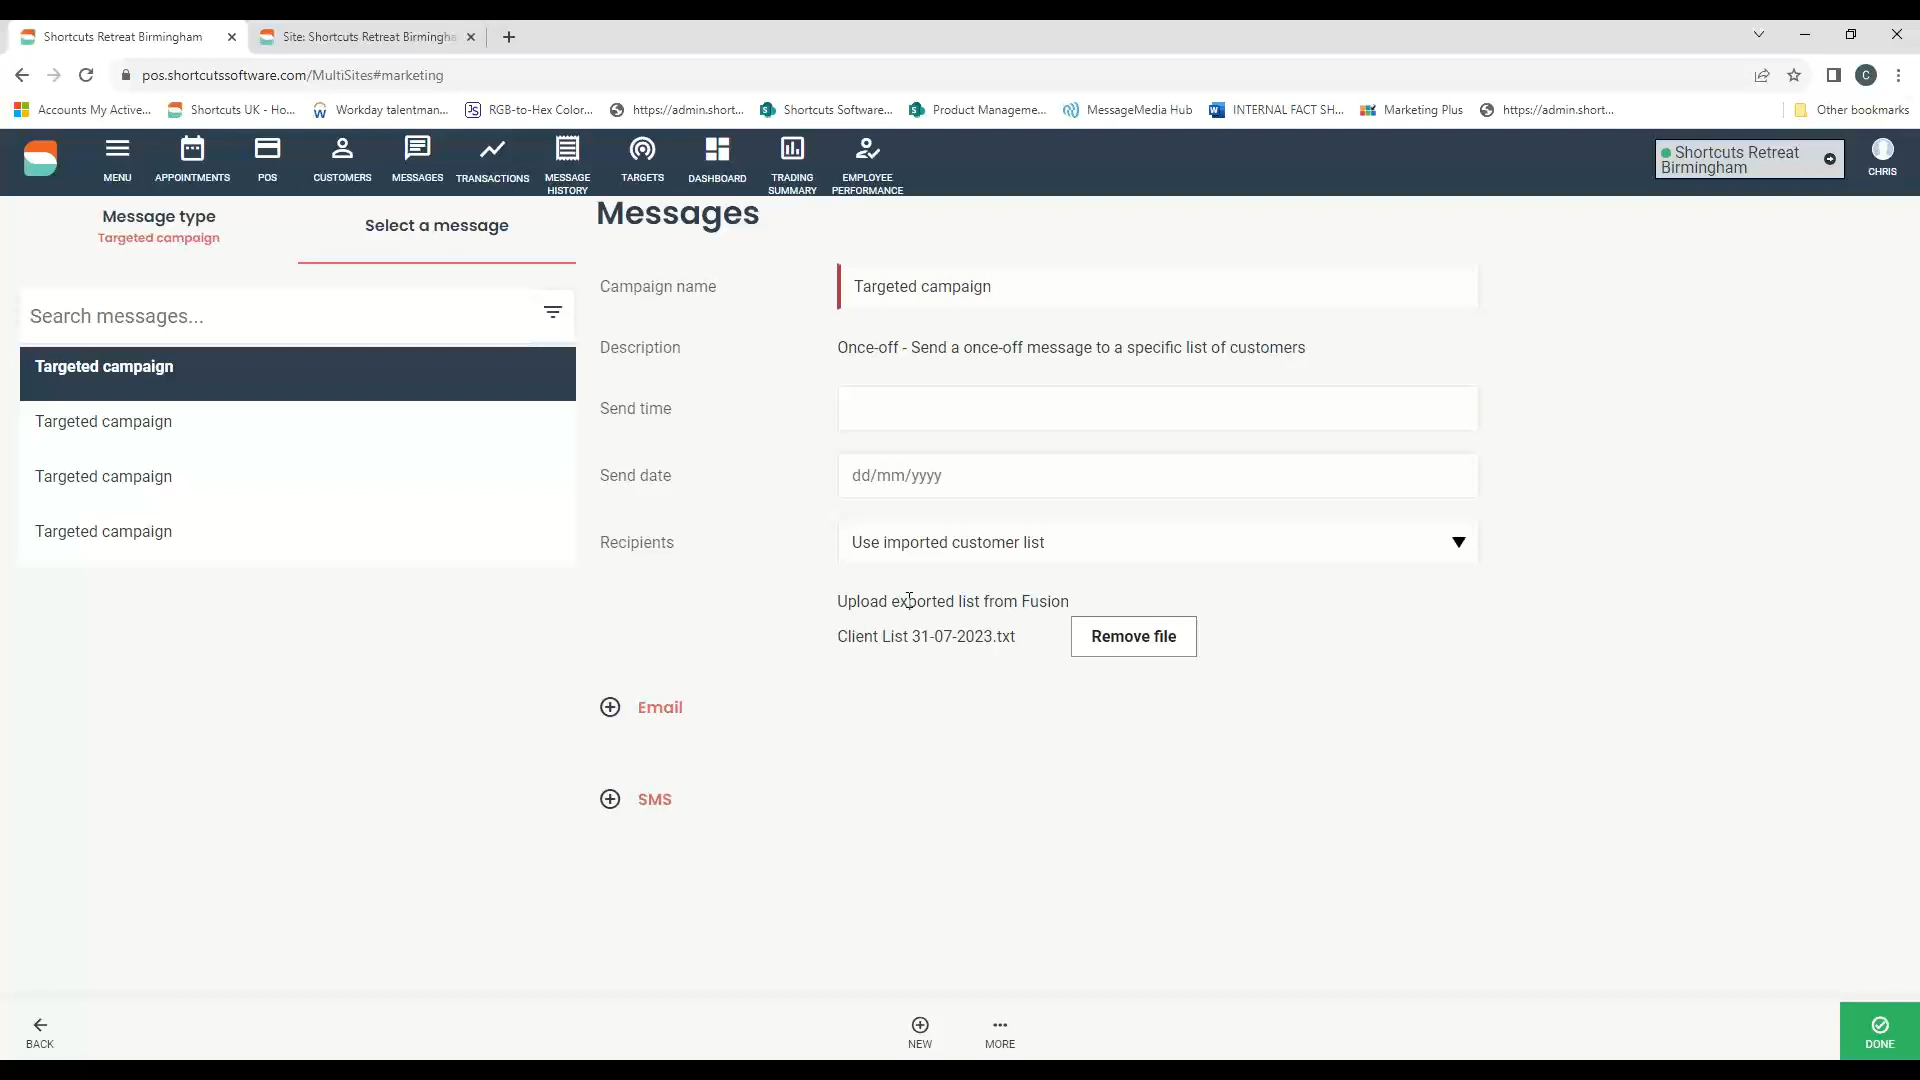 Shortcuts Retreat Birmingham
Site: Shortcuts Retreat Birmingha
pos.shortcutssoftware.com/MultiSites#marketing
C
Accounts My Active...
Shortcuts UK - Ho...
Workday talentman...
RGB-to-Hex Color...
https://admin.short...
Shortcuts Software...
Product Manageme...
MessageMedia Hub
INTERNAL FACT SH...
Marketing Plus
https://admin.short...
Other bookmarks
MENU
APPOINTMENTS
POS
CUSTOMERS
MESSAGES
TRANSACTIONS
MESSAGE
HISTORY
TARGETS
DASHBOARD
TRADING
SUMMARY
EMPLOYEE
PERFORMANCE
Shortcuts Retreat
Birmingham
CHRIS
Message type
Targeted campaign
Select a message
Search messages...
Targeted campaign
Targeted campaign
Targeted campaign
Targeted campaign
Messages
Campaign name
Targeted campaign
Description
Once-off - Send a once-off message to a specific list of customers
Send time
Send date
dd/mm/yyyy
Recipients
Use imported customer list
Upload exported list from Fusion
Client List 31-07-2023.txt
Remove file
Email
SMS
BACK
NEW
MORE
DONE